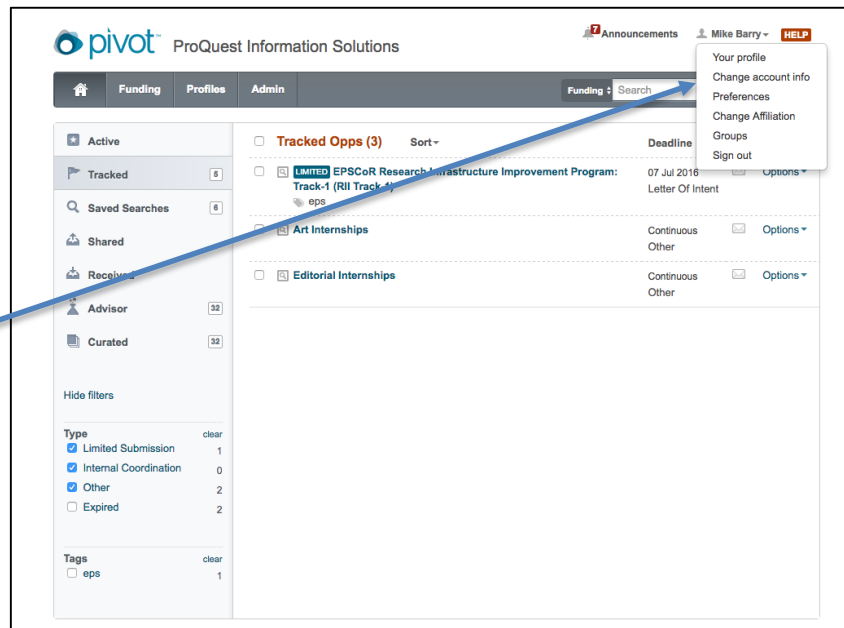 pivot™ ProQuest Information Solutions
7 Announcements Mike Barry HELP
Your profile
Change account info
Preferences
Change Affiliation
Groups
Sign out
Funding Profiles Admin
Funding Search
Active
Tracked 5
Saved Searches 6
Shared
Received
Advisor 32
Curated 32
Hide filters
Type clear
Limited Submission 1
Internal Coordination 0
Other 2
Expired 2
Tags clear
eps 1
Tracked Opps (3) Sort Deadline
LIMITED EPSCoR Research Infrastructure Improvement Program: 07 Jul 2016 Options
Track-1 (RII Track-1) Letter Of Intent
eps
Art Internships Continuous Options
Other
Editorial Internships Continuous Options
Other